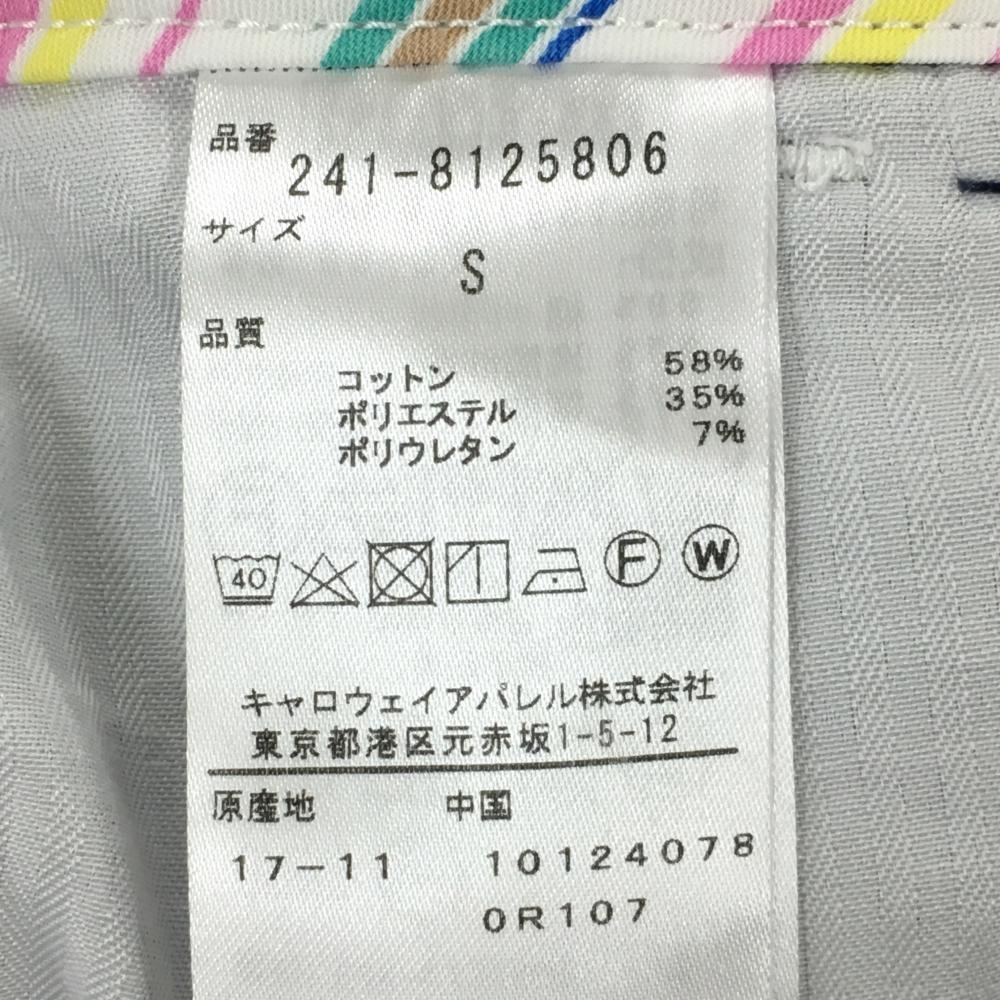 品番
241-8125806
サイズ
S
品質
コットン 58%
ポリエステル 35%
ポリウレタン 7%
40 F W
キャロウェイアパレル株式会社
東京都港区元赤坂1-5-12
原産地 中国
17-11 10124078
0R107